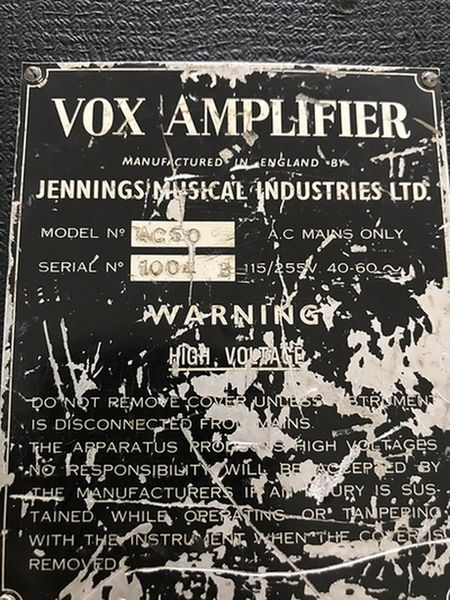 VOX AMPLIFIER
MANUFACTURED IN ENGLAND BY
JENNINGS MUSICAL INDUSTRIES LTD.
MODEL Nº AC50 A.C MAINS ONLY
SERIAL Nº 1004 B 115/255V 40-60 ~
WARNING
HIGH VOLTAGE
DO NOT REMOVE COVER UNLESS INSTRUMENT
IS DISCONNECTED FROM MAINS.
THE APPARATUS PRODUCES HIGH VOLTAGES
NO RESPONSIBILITY WILL BE ACCEPTED BY
THE MANUFACTURERS IF AN INJURY IS SUS-
TAINED WHILE OPERATING OR TAMPERING
WITH THE INSTRUMENT WHEN THE COVER IS
REMOVED.